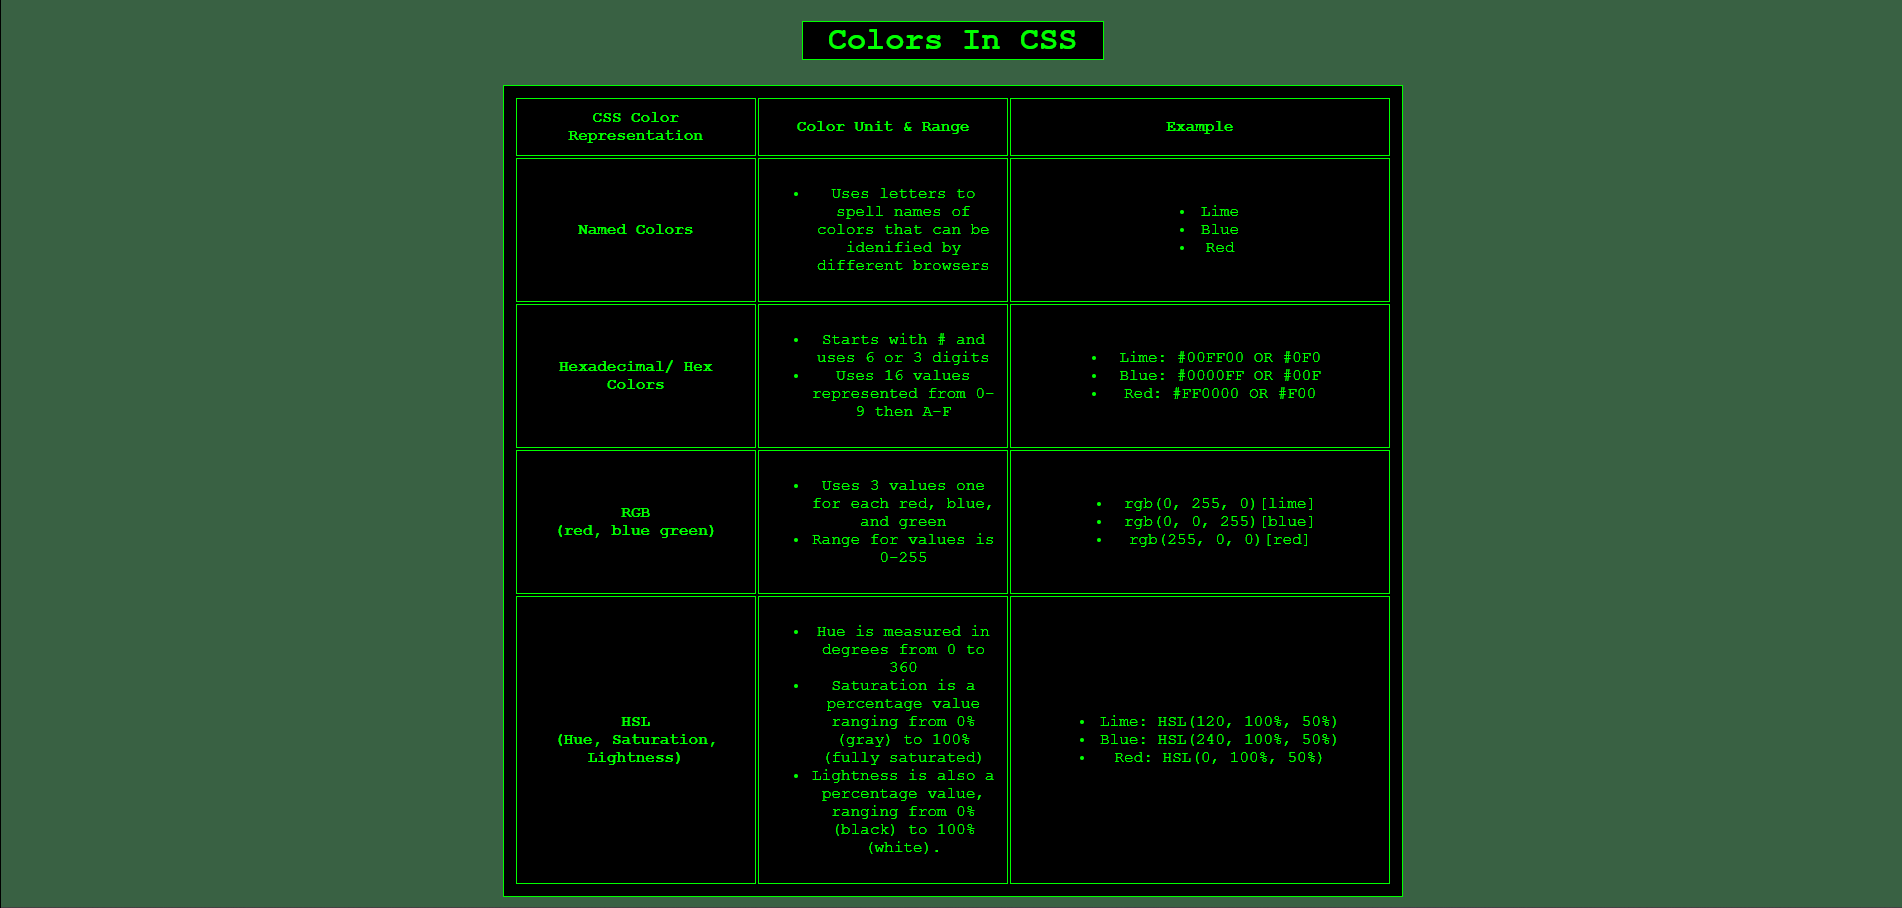 Colors In CSS
CSS Color
Representation
Color Unit & Range
Example
Named Colors
• Uses letters to
spell names of
colors that can be
idenified by
different browsers
• Lime
• Blue
• Red
Hexadecimal/ Hex
Colors
• Starts with # and
uses 6 or 3 digits
• Uses 16 values
represented from 0-
9 then A-F
• Lime: #00FF00 OR #0F0
• Blue: #0000FF OR #00F
• Red: #FF0000 OR #F00
RGB
(red, blue green)
• Uses 3 values one
for each red, blue,
and green
• Range for values is
0-255
• rgb(0, 255, 0)[lime]
• rgb(0, 0, 255)[blue]
• rgb(255, 0, 0)[red]
HSL
(Hue, Saturation,
Lightness)
• Hue is measured in
degrees from 0 to
360
• Saturation is a
percentage value
ranging from 0%
(gray) to 100%
(fully saturated)
• Lightness is also a
percentage value,
ranging from 0%
(black) to 100%
(white).
• Lime: HSL(120, 100%, 50%)
• Blue: HSL(240, 100%, 50%)
• Red: HSL(0, 100%, 50%)